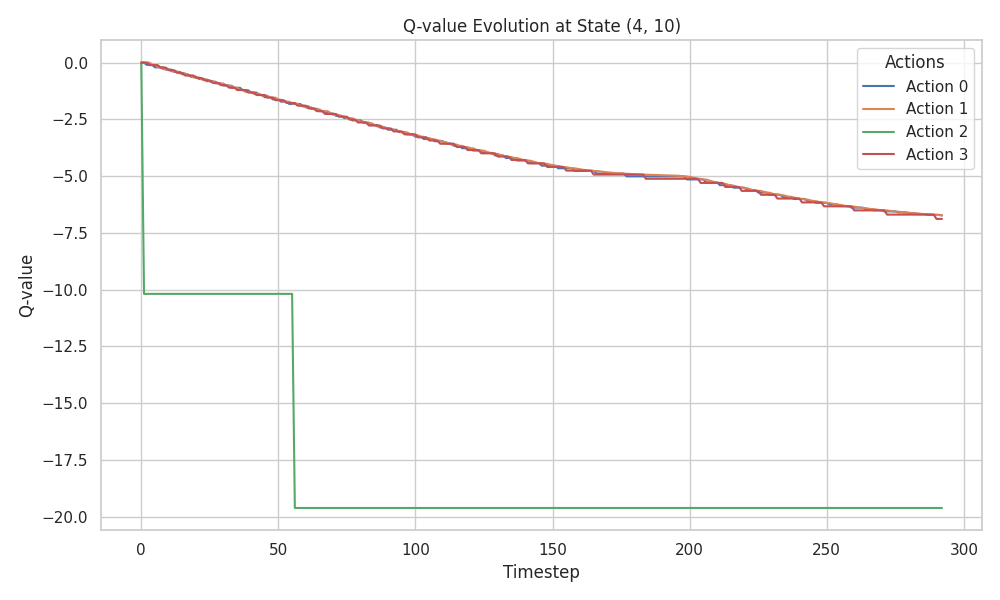 Q-value Evolution at State (4, 10)
Actions
Action 0
Action 1
Action 2
Action 3
Q-value
0.0
−2.5
−5.0
−7.5
−10.0
−12.5
−15.0
−17.5
−20.0
0 50 100 150 200 250 300
Timestep